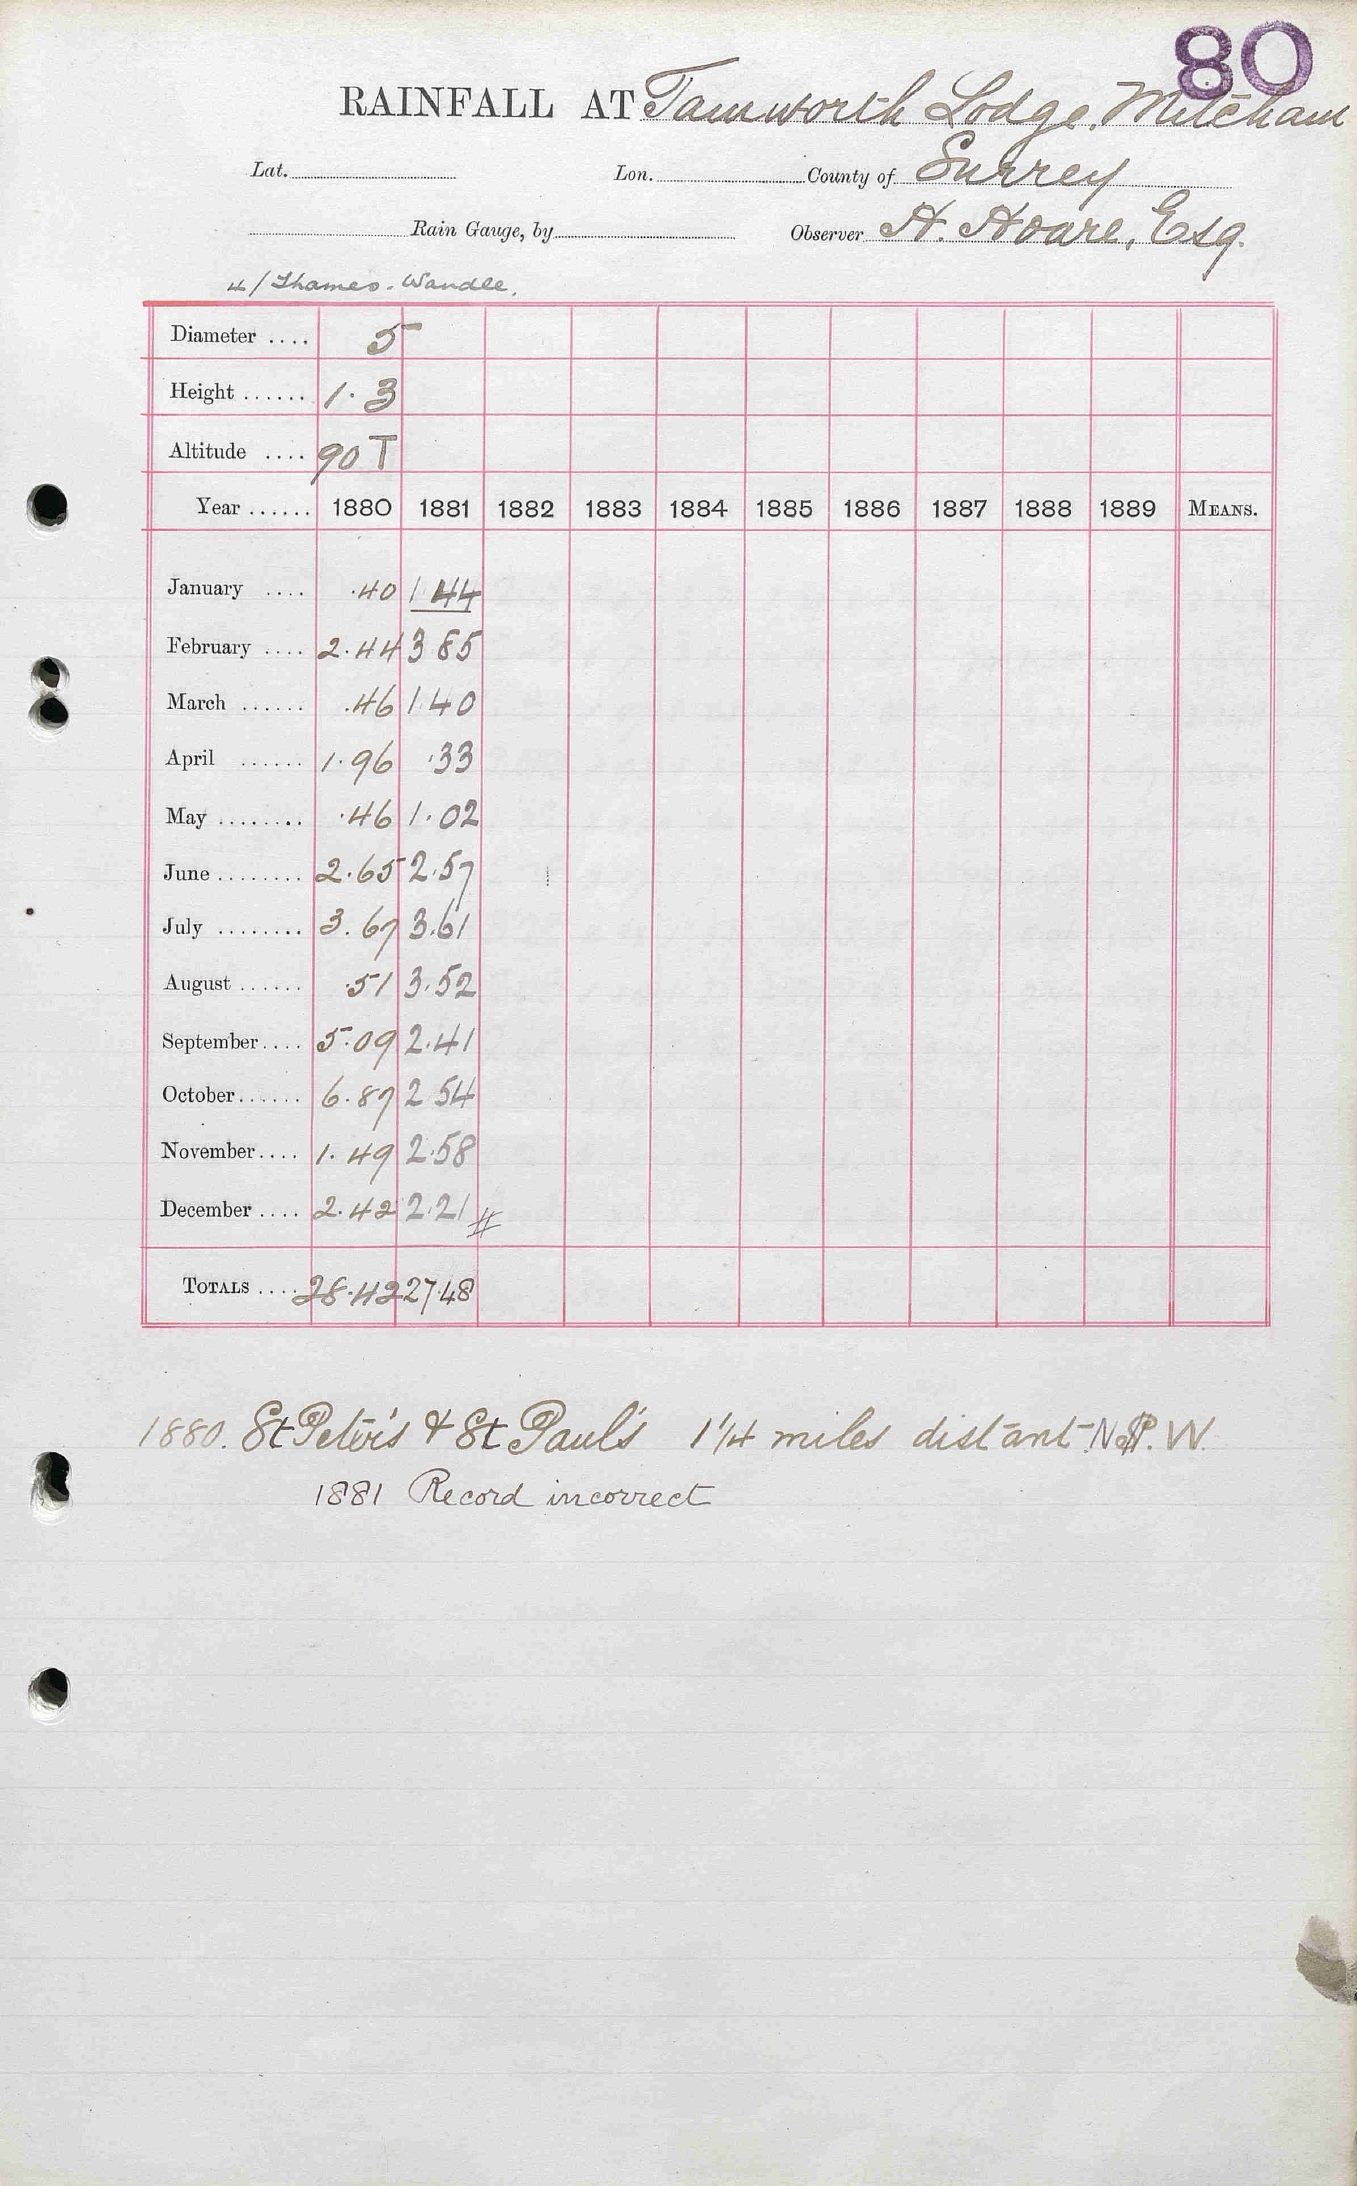 80
RAINFALL AT Tamworth Lodge, Mitcham
Lat. Lon. County of Surrey
Rain Gauge, by Observer H. Hoare, Esq.
4/Thames. Wandle.
Diameter .... 5
Height ...... 1.3
Altitude .... 90 T
Year ...... 1880 1881 1882 1883 1884 1885 1886 1887 1888 1889 MEANS.
January .... .40 1 44
February .... 2.44 3 85
March ...... .46 1.40
April ...... 1.96 .33
May ........ .46 1.02
June ........ 2.65 2.57
July ........ 3.67 3.61
August ...... .51 3.52
September .... 5.09 2.41
October ...... 6.87 2 54
November .... 1.49 2.58
December .... 2.42 2.21 #
TOTALS .... 28.42 27.48
1880. St Peter's & St Paul's 1 1/4 miles distant N. W.
1881 Record incorrect